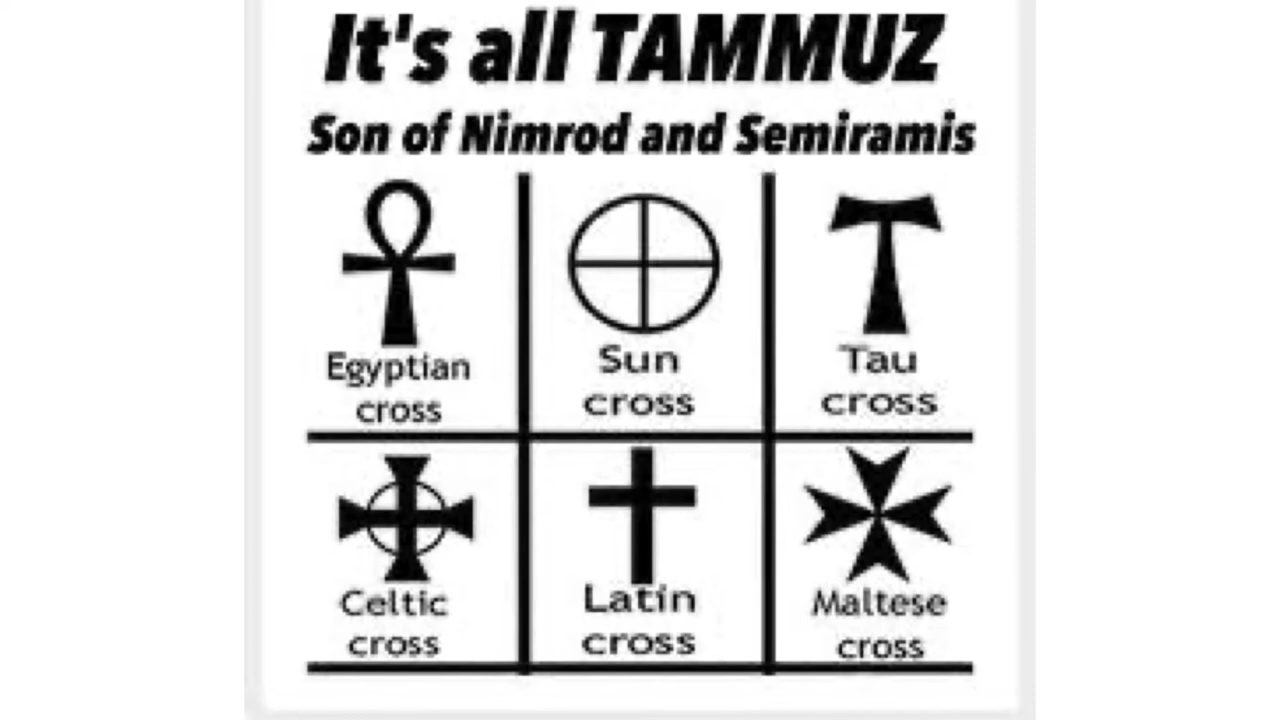 It's all TAMMUZ
Son of Nimrod and Semiramis
Egyptian
cross
Sun
cross
Tau
cross
Celtic
cross
Latin
cross
Maltese
cross